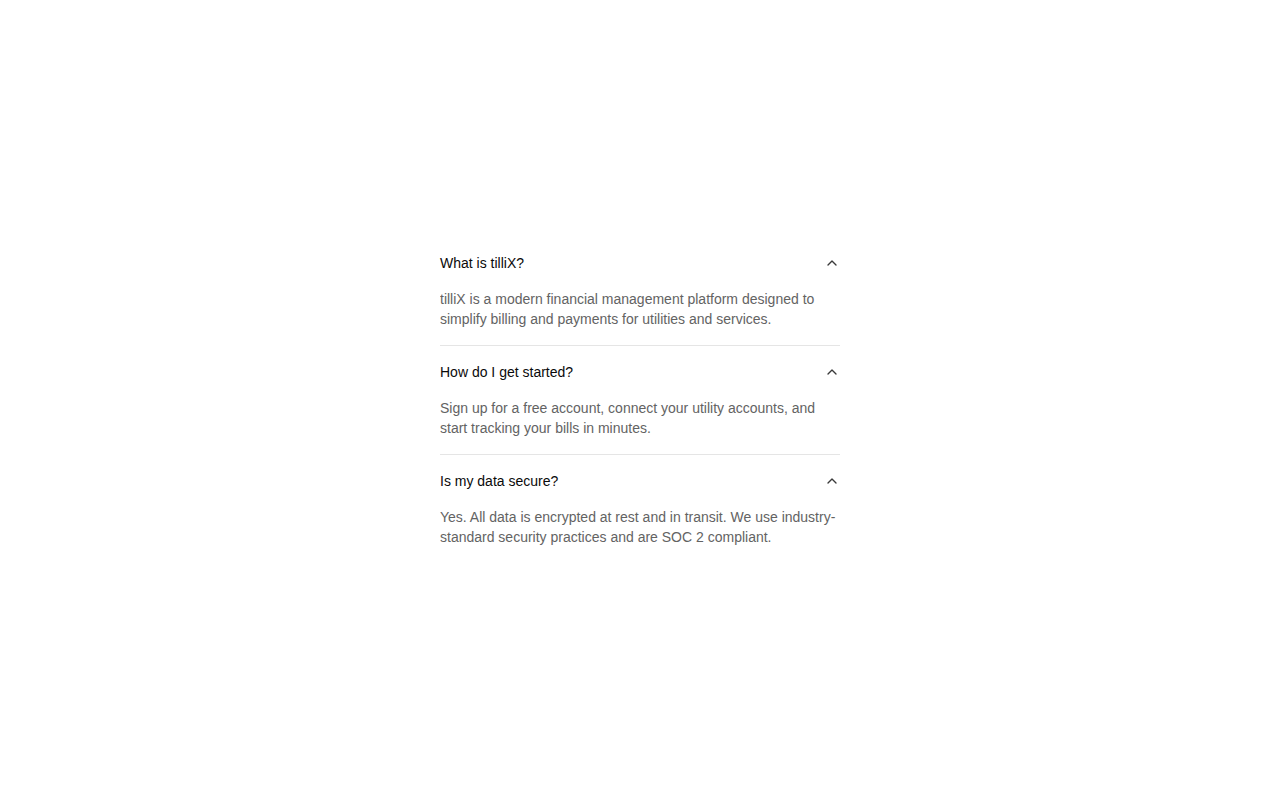 What is tilliX?
tilliX is a modern financial management platform designed to
simplify billing and payments for utilities and services.
How do I get started?
Sign up for a free account, connect your utility accounts, and
start tracking your bills in minutes.
Is my data secure?
Yes. All data is encrypted at rest and in transit. We use industry-
standard security practices and are SOC 2 compliant.